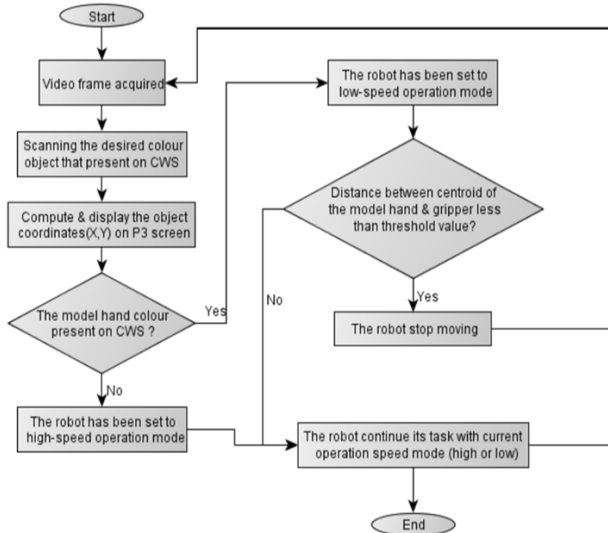 Start
Video frame acquired
Scanning the desired colour
object that present on CWS
Compute & display the object
coordinates(X,Y) on P3 screen
The model hand colour
present on CWS ?
Yes
No
The robot has been set to
high-speed operation mode
The robot has been set to
low-speed operation mode
Distance between centroid of
the model hand & gripper less
than threshold value?
No
Yes
The robot stop moving
The robot continue its task with current
operation speed mode (high or low)
End